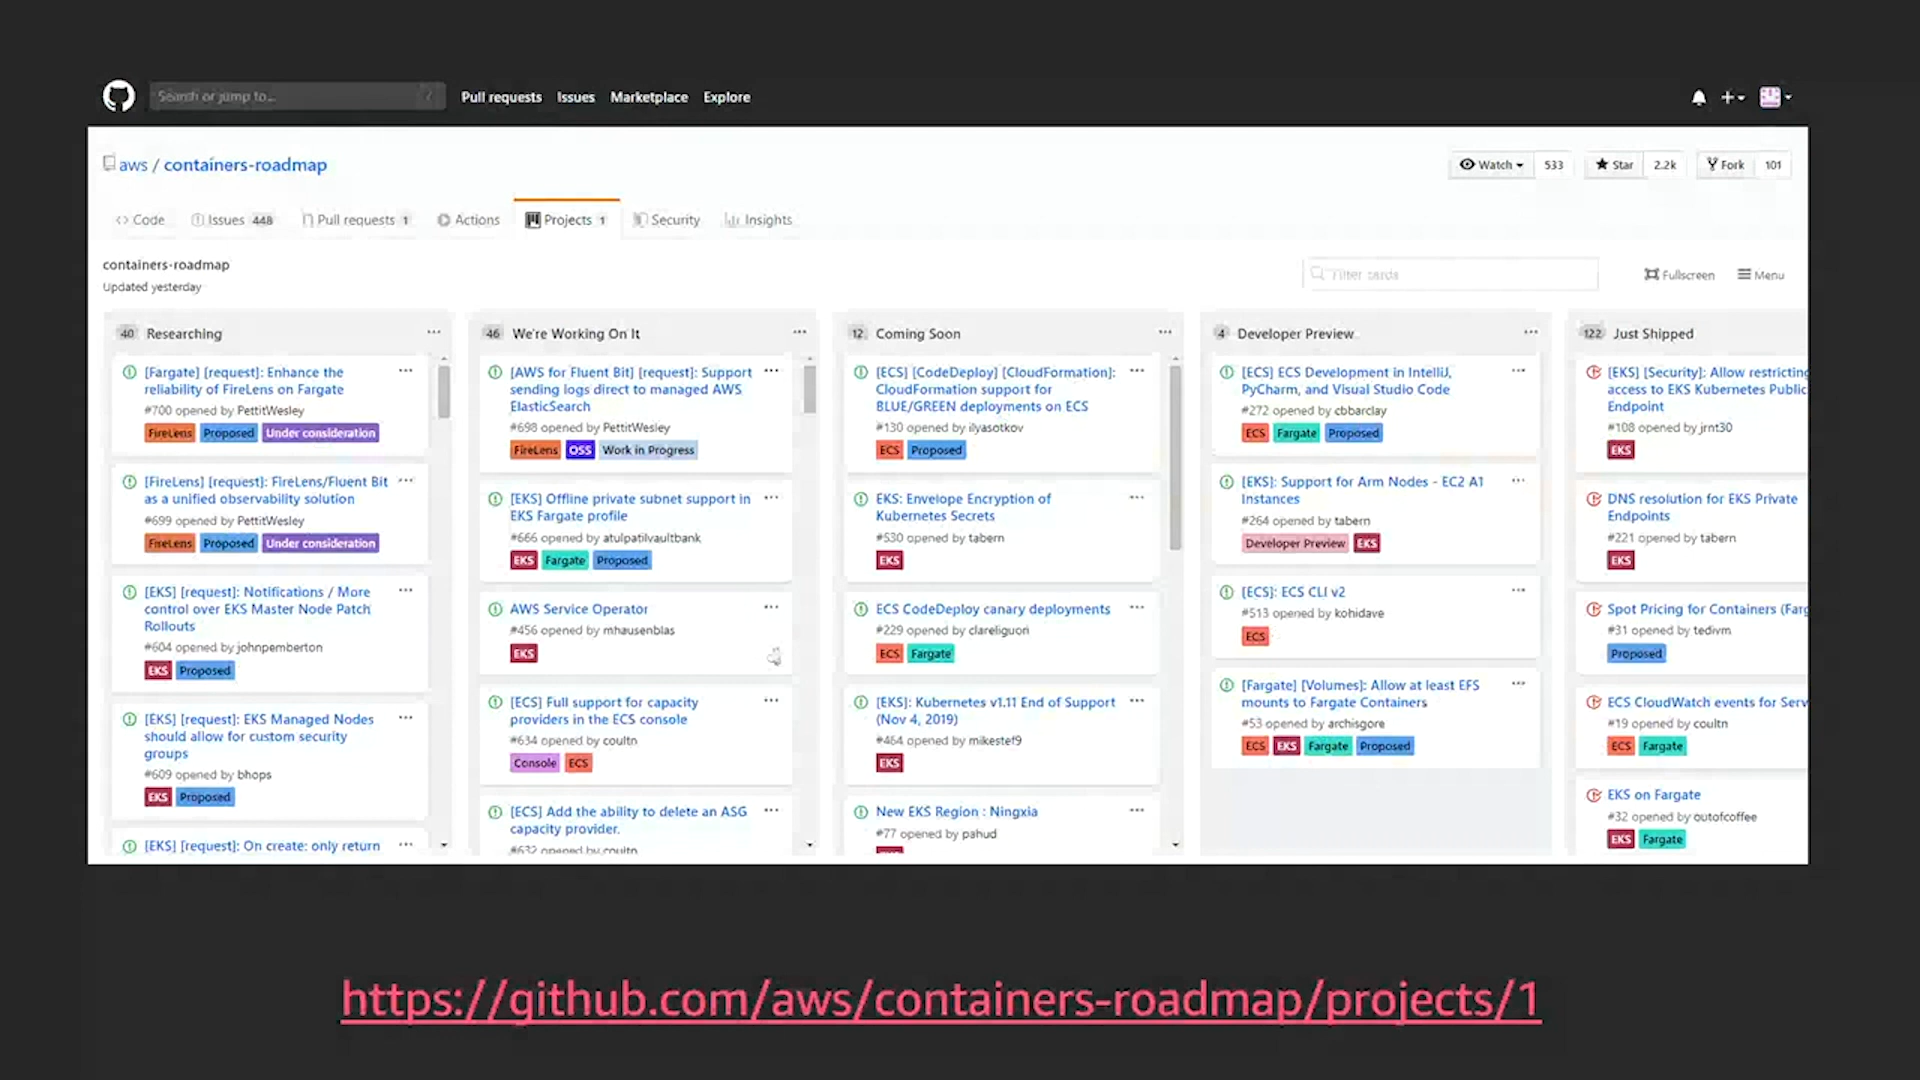 Search or jump to...
/
Pull requests
Issues
Marketplace
Explore
aws / containers-roadmap
Watch 533
Star 2.2k
Fork 101
Code
Issues 448
Pull requests 1
Actions
Projects 1
Security
Insights
containers-roadmap
Updated yesterday
Filter cards
Fullscreen
Menu
40 Researching
[Fargate] [request]: Enhance the
reliability of FireLens on Fargate
#700 opened by PettitWesley
FireLens Proposed Under consideration
[FireLens] [request]: FireLens/Fluent Bit
as a unified observability solution
#699 opened by PettitWesley
FireLens Proposed Under consideration
[EKS] [request]: Notifications / More
control over EKS Master Node Patch
Rollouts
#604 opened by johnpemberton
EKS Proposed
[EKS] [request]: EKS Managed Nodes
should allow for custom security
groups
#609 opened by bhops
EKS Proposed
[EKS] [request]: On create: only return
46 We're Working On It
[AWS for Fluent Bit] [request]: Support
sending logs direct to managed AWS
ElasticSearch
#698 opened by PettitWesley
FireLens OSS Work in Progress
[EKS] Offline private subnet support in
EKS Fargate profile
#666 opened by atulpatilvaultbank
EKS Fargate Proposed
AWS Service Operator
#456 opened by mhausenblas
EKS
[ECS] Full support for capacity
providers in the ECS console
#634 opened by coultn
Console ECS
[ECS] Add the ability to delete an ASG
capacity provider.
#632 opened by coultn
12 Coming Soon
[ECS] [CodeDeploy] [CloudFormation]:
CloudFormation support for
BLUE/GREEN deployments on ECS
#130 opened by ilyasotkov
ECS Proposed
EKS: Envelope Encryption of
Kubernetes Secrets
#530 opened by tabern
EKS
ECS CodeDeploy canary deployments
#229 opened by clareliguori
ECS Fargate
[EKS]: Kubernetes v1.11 End of Support
(Nov 4, 2019)
#464 opened by mikestef9
EKS
New EKS Region : Ningxia
#77 opened by pahud
4 Developer Preview
[ECS] ECS Development in IntelliJ,
PyCharm, and Visual Studio Code
#272 opened by cbbarclay
ECS Fargate Proposed
[EKS]: Support for Arm Nodes - EC2 A1
Instances
#264 opened by tabern
Developer Preview EKS
[ECS]: ECS CLI v2
#513 opened by kohidave
ECS
[Fargate] [Volumes]: Allow at least EFS
mounts to Fargate Containers
#53 opened by archisgore
ECS EKS Fargate Proposed
122 Just Shipped
[EKS] [Security]: Allow restricting
access to EKS Kubernetes Public
Endpoint
#108 opened by jrnt30
EKS
DNS resolution for EKS Private
Endpoints
#221 opened by tabern
EKS
Spot Pricing for Containers (Farg
#31 opened by tedivm
Proposed
ECS CloudWatch events for Serv
#19 opened by coultn
ECS Fargate
EKS on Fargate
#32 opened by outofcoffee
EKS Fargate
https://github.com/aws/containers-roadmap/projects/1